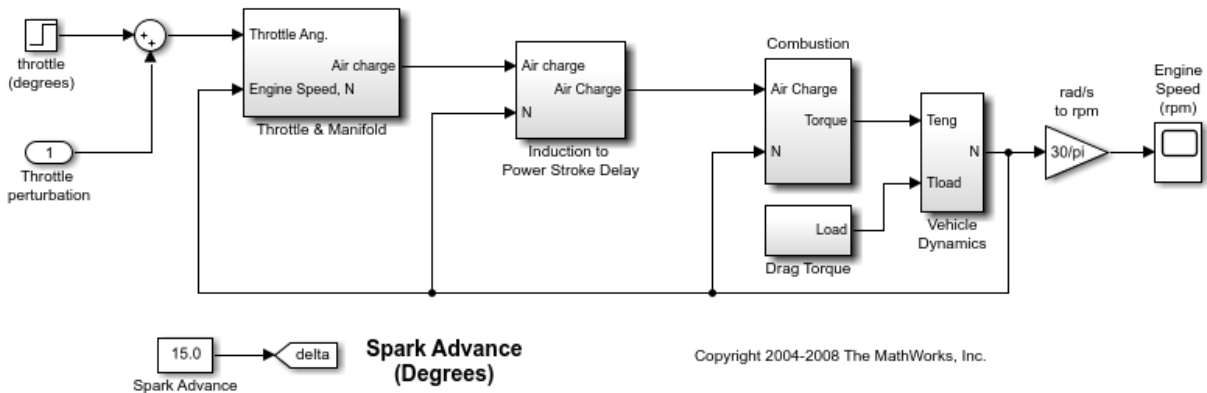 throttle
(degrees)
++
1
Throttle
perturbation
Throttle Ang.
Air charge
Engine Speed, N
Throttle & Manifold
Air charge
Air Charge
N
Induction to
Power Stroke Delay
Combustion
Air Charge
Torque
N
Load
Drag Torque
Teng
N
Tload
Vehicle
Dynamics
rad/s
to rpm
30/pi
Engine
Speed
(rpm)
15.0
Spark Advance
delta
Spark Advance
(Degrees)
Copyright 2004-2008 The MathWorks, Inc.